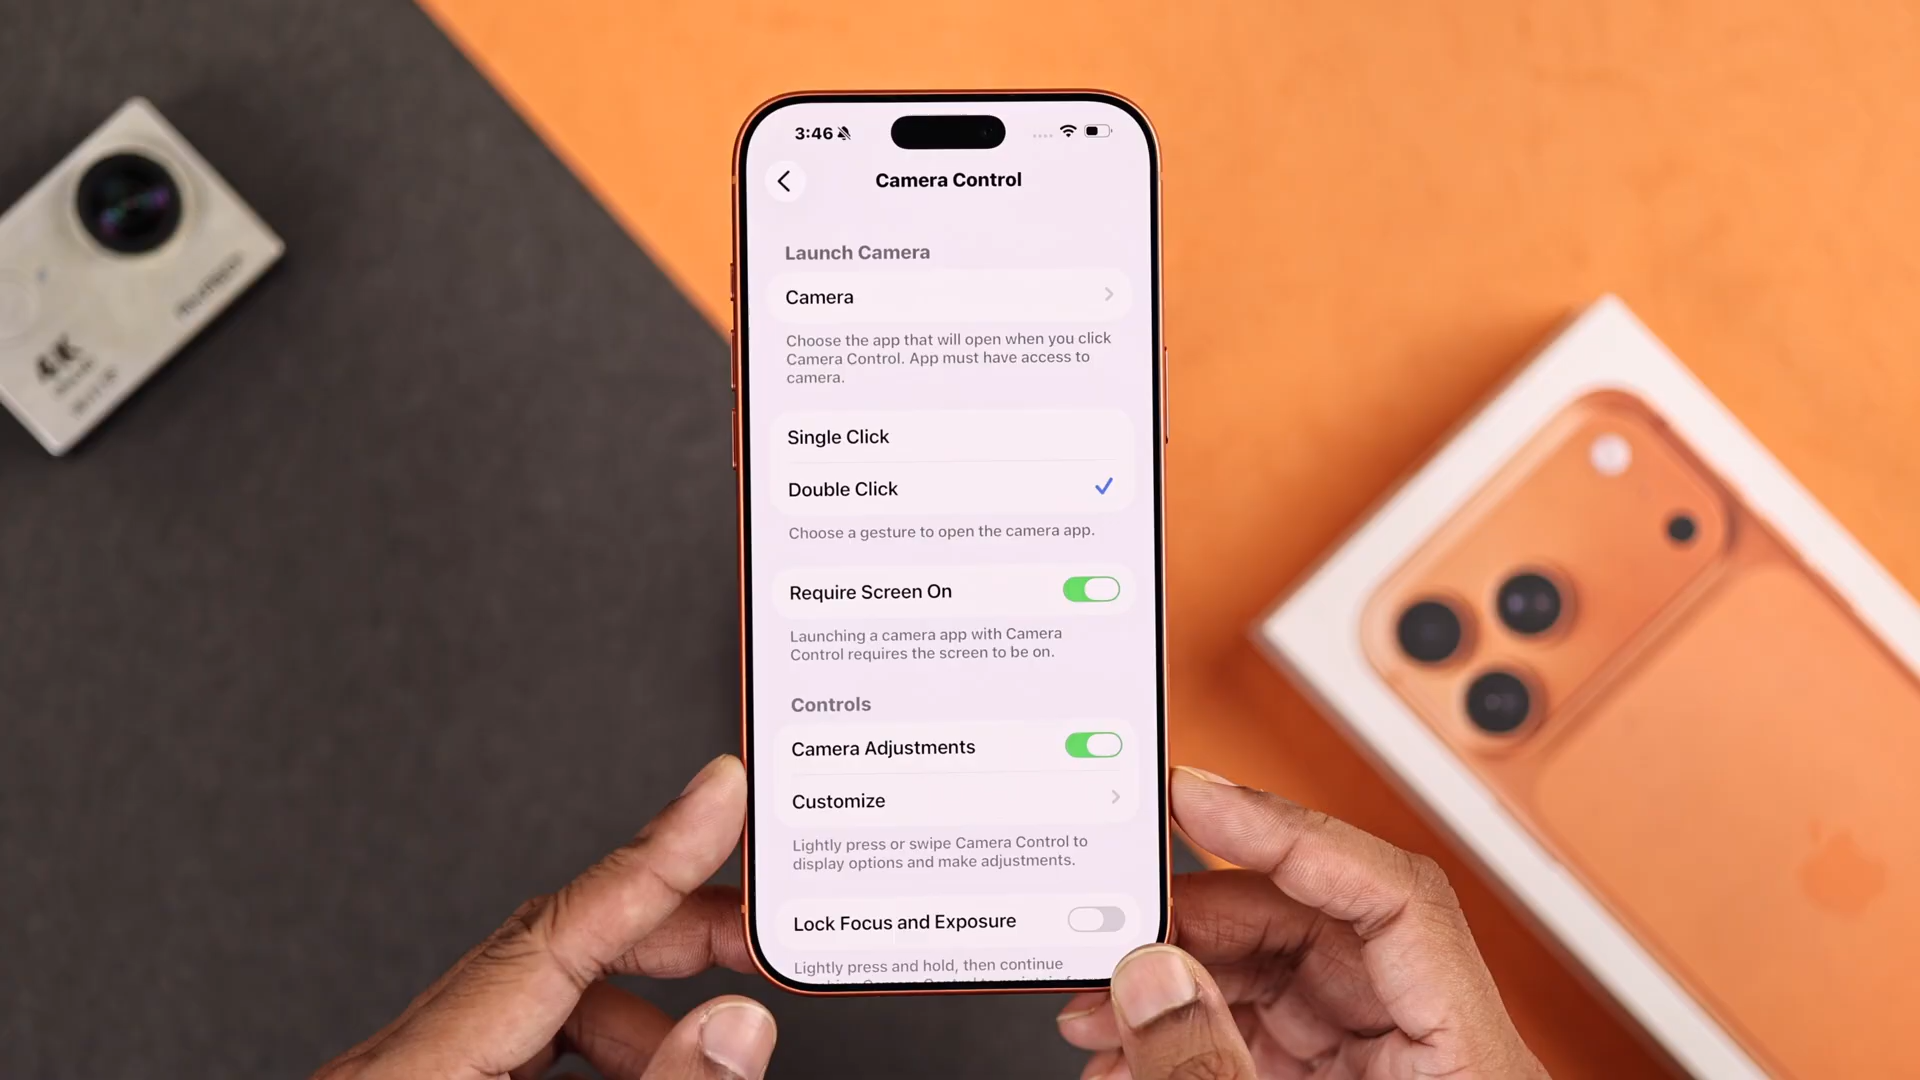 3:46
Camera Control
Launch Camera
Camera
Choose the app that will open when you click
Camera Control. App must have access to
camera.
Single Click
Double Click
Choose a gesture to open the camera app.
Require Screen On
Launching a camera app with Camera
Control requires the screen to be on.
Controls
Camera Adjustments
Customize
Lightly press or swipe Camera Control to
display options and make adjustments.
Lock Focus and Exposure
Lightly press and hold, then continue
4K